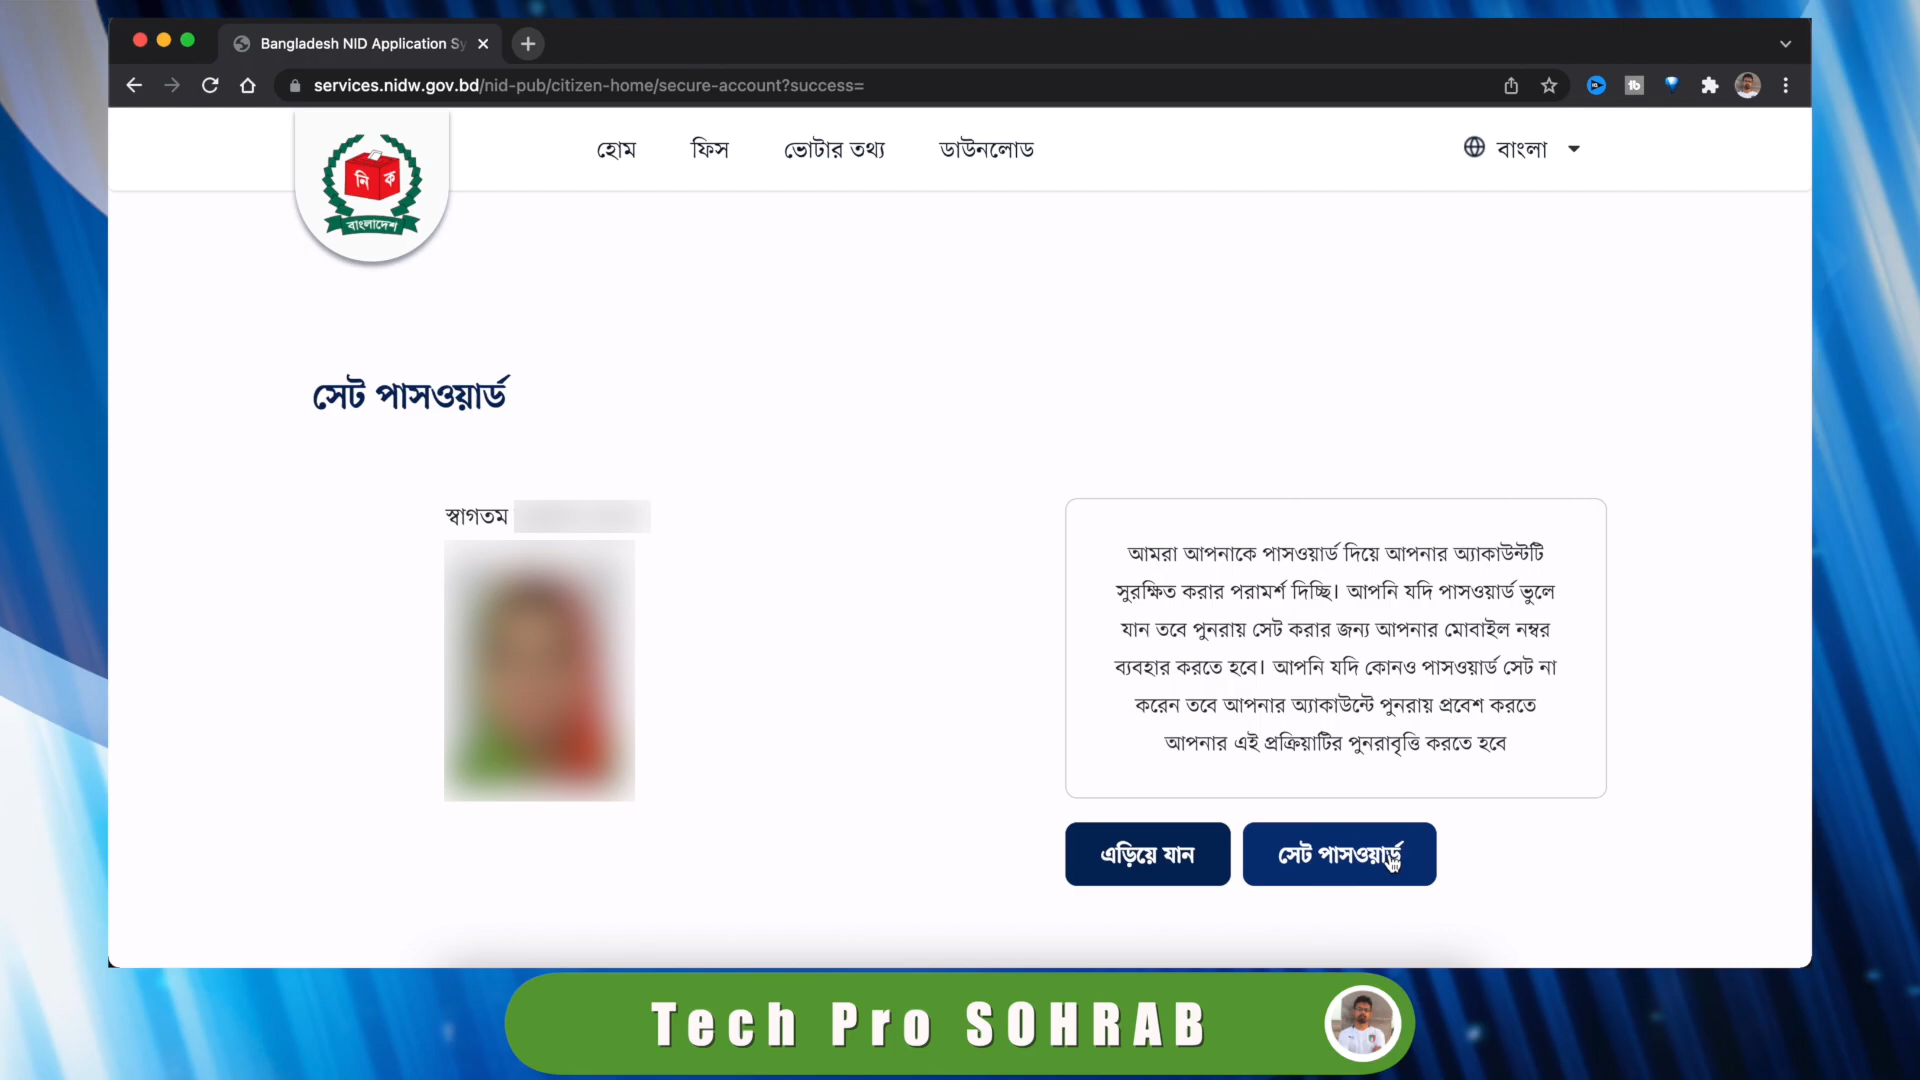 Bangladesh NID Application Sy
services.nidw.gov.bd/nid-pub/citizen-home/secure-account?success=
হোম
ফিস
ভোটার তথ্য
ডাউনলোড
বাংলা
নি ক
বাংলাদেশ
সেট পাসওয়ার্ড
স্বাগতম
আমরা আপনাকে পাসওয়ার্ড দিয়ে আপনার অ্যাকাউন্টটি
সুরক্ষিত করার পরামর্শ দিচ্ছি। আপনি যদি পাসওয়ার্ড ভুলে
যান তবে পুনরায় সেট করার জন্য আপনার মোবাইল নম্বর
ব্যবহার করতে হবে। আপনি যদি কোনও পাসওয়ার্ড সেট না
করেন তবে আপনার অ্যাকাউন্টে পুনরায় প্রবেশ করতে
আপনার এই প্রক্রিয়াটির পুনরাবৃত্তি করতে হবে
এড়িয়ে যান
সেট পাসওয়ার্ড
Tech Pro SOHRAB